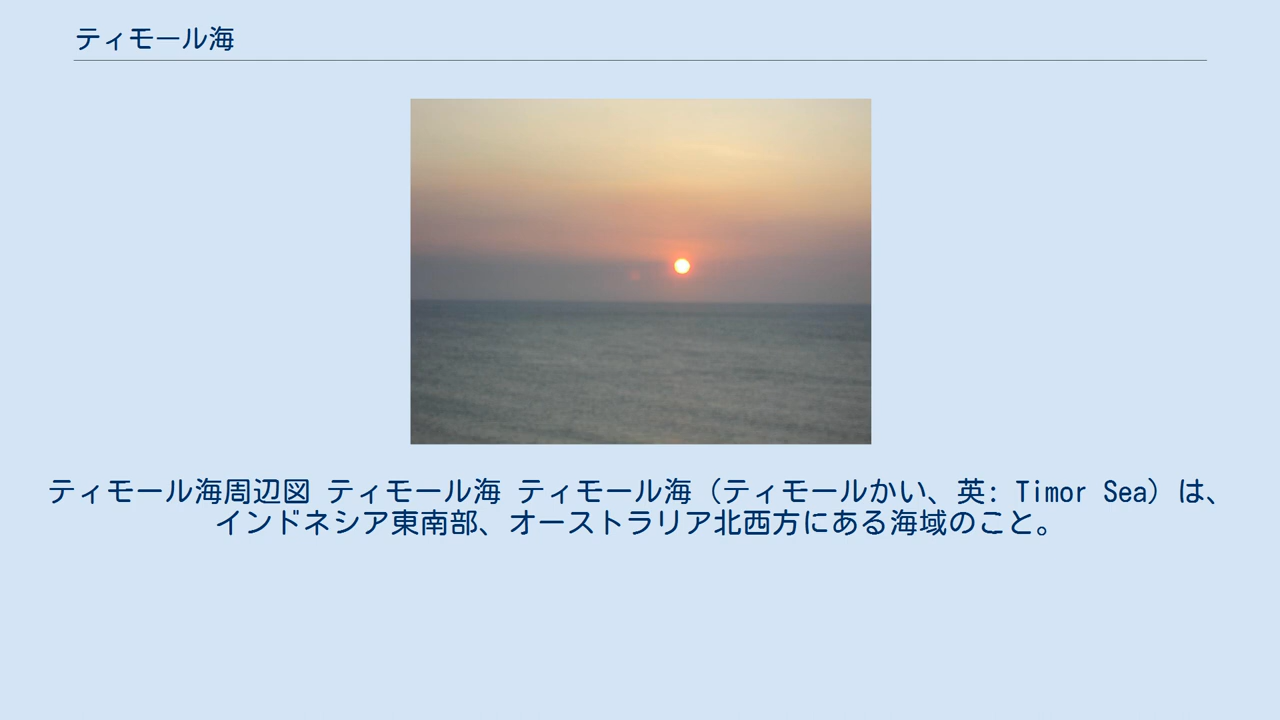 ティモール海
ティモール海周辺図 ティモール海 ティモール海（ティモールかい、英: Timor Sea）は、
インドネシア東南部、オーストラリア北西方にある海域のこと。